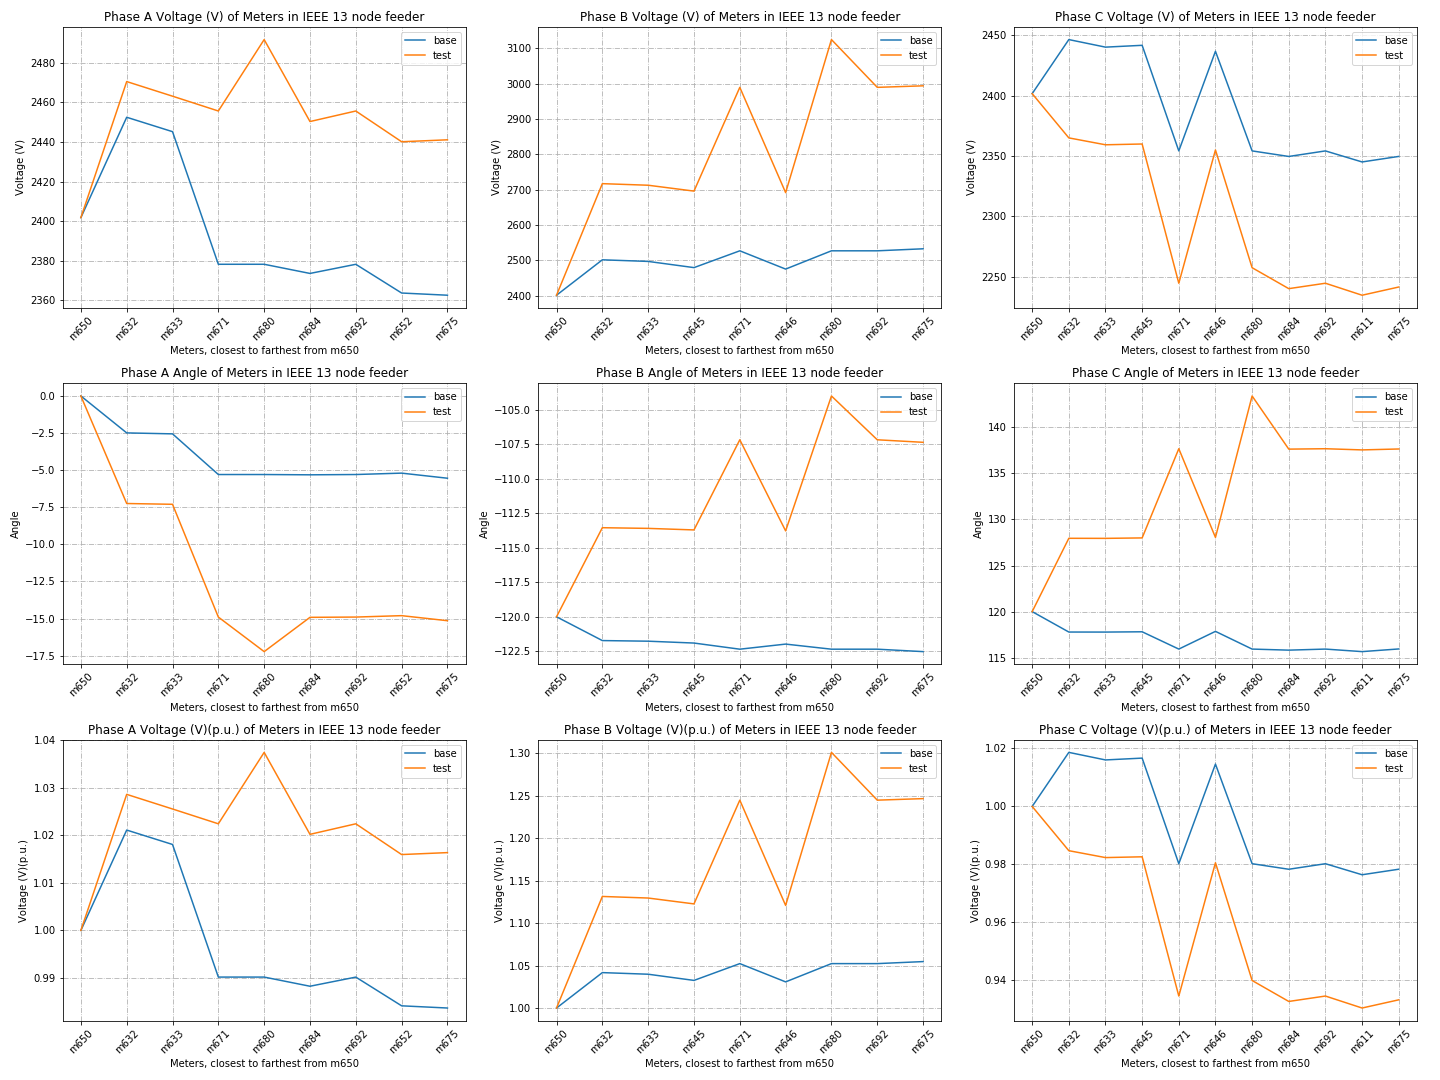 Phase A Voltage (V) of Meters in IEEE 13 node feeder
Voltage (V)
2480
2460
2440
2420
2400
2380
2360
base
test
m650 m632 m633 m671 m680 m684 m692 m652 m675
Meters, closest to farthest from m650
Phase B Voltage (V) of Meters in IEEE 13 node feeder
Voltage (V)
3100
3000
2900
2800
2700
2600
2500
2400
base
test
m650 m632 m633 m645 m671 m646 m680 m692 m675
Meters, closest to farthest from m650
Phase C Voltage (V) of Meters in IEEE 13 node feeder
Voltage (V)
2450
2400
2350
2300
2250
base
test
m650 m632 m633 m645 m671 m646 m680 m684 m692 m611 m675
Meters, closest to farthest from m650
Phase A Angle of Meters in IEEE 13 node feeder
Angle
0.0
−2.5
−5.0
−7.5
−10.0
−12.5
−15.0
−17.5
base
test
m650 m632 m633 m671 m680 m684 m692 m652 m675
Meters, closest to farthest from m650
Phase B Angle of Meters in IEEE 13 node feeder
Angle
−105.0
−107.5
−110.0
−112.5
−115.0
−117.5
−120.0
−122.5
base
test
m650 m632 m633 m645 m671 m646 m680 m692 m675
Meters, closest to farthest from m650
Phase C Angle of Meters in IEEE 13 node feeder
Angle
140
135
130
125
120
115
base
test
m650 m632 m633 m645 m671 m646 m680 m684 m692 m611 m675
Meters, closest to farthest from m650
Phase A Voltage (V)(p.u.) of Meters in IEEE 13 node feeder
Voltage (V)(p.u.)
1.04
1.03
1.02
1.01
1.00
0.99
base
test
m650 m632 m633 m671 m680 m684 m692 m652 m675
Meters, closest to farthest from m650
Phase B Voltage (V)(p.u.) of Meters in IEEE 13 node feeder
Voltage (V)(p.u.)
1.30
1.25
1.20
1.15
1.10
1.05
1.00
base
test
m650 m632 m633 m645 m671 m646 m680 m692 m675
Meters, closest to farthest from m650
Phase C Voltage (V)(p.u.) of Meters in IEEE 13 node feeder
Voltage (V)(p.u.)
1.02
1.00
0.98
0.96
0.94
base
test
m650 m632 m633 m645 m671 m646 m680 m684 m692 m611 m675
Meters, closest to farthest from m650